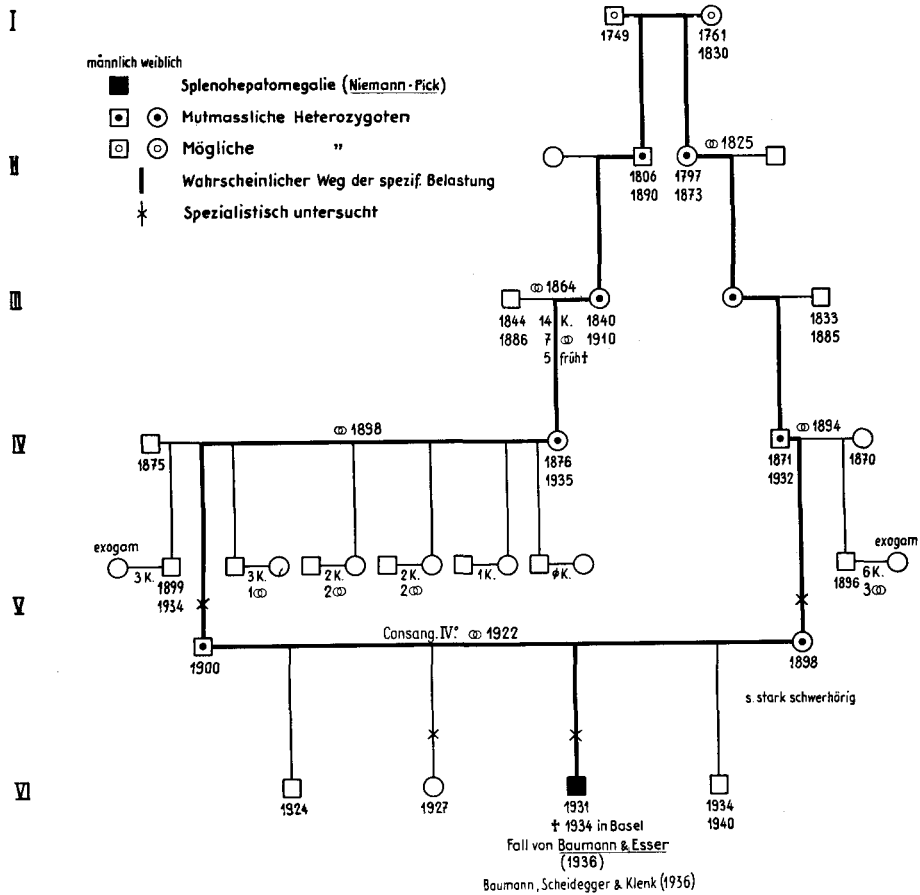 I
1749
1761
1830
männlich weiblich
Splenohepatomegalie (Niemann-Pick)
Mutmassliche Heterozygoten
Mögliche "
Wahrscheinlicher Weg der spezif. Belastung
Spezialistisch untersucht
II
1806
1890
1797
1873
⚭ 1825
III
⚭ 1864
1844
1886
14 K.
7 ⚭
5 früh†
1840
1910
1833
1885
IV
1875
⚭ 1898
1876
1935
1871
1932
⚭ 1894
1870
exogam
3 K.
1899
1934
3 K.
1⚭
2 K.
2⚭
2 K.
2⚭
1 K.
ϕ K.
1896
exogam
6 K.
3⚭
V
Consang. IV.° ⚭ 1922
1900
1898
s. stark schwerhörig
VI
1924
1927
1931
† 1934 in Basel
Fall von Baumann & Esser
(1936)
Baumann, Scheidegger & Klenk (1936)
1934
1940